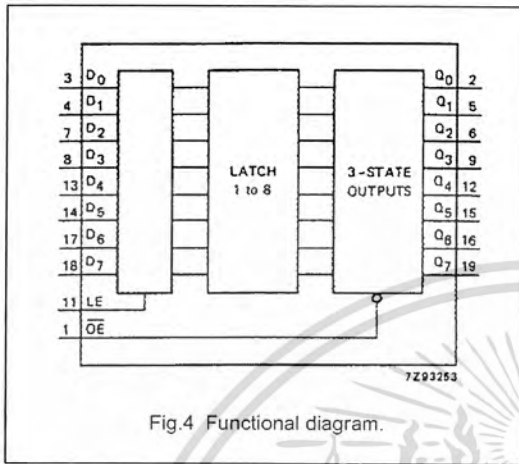 3 D0 Q0 2
4 D1 Q1 5
7 D2 Q2 6
8 D3 Q3 9
13 D4 Q4 12
14 D5 Q5 15
17 D6 Q6 16
18 D7 Q7 19
LATCH
1 to 8
3-STATE
OUTPUTS
11 LE
1 O̅E̅
7Z93253
Fig.4 Functional diagram.